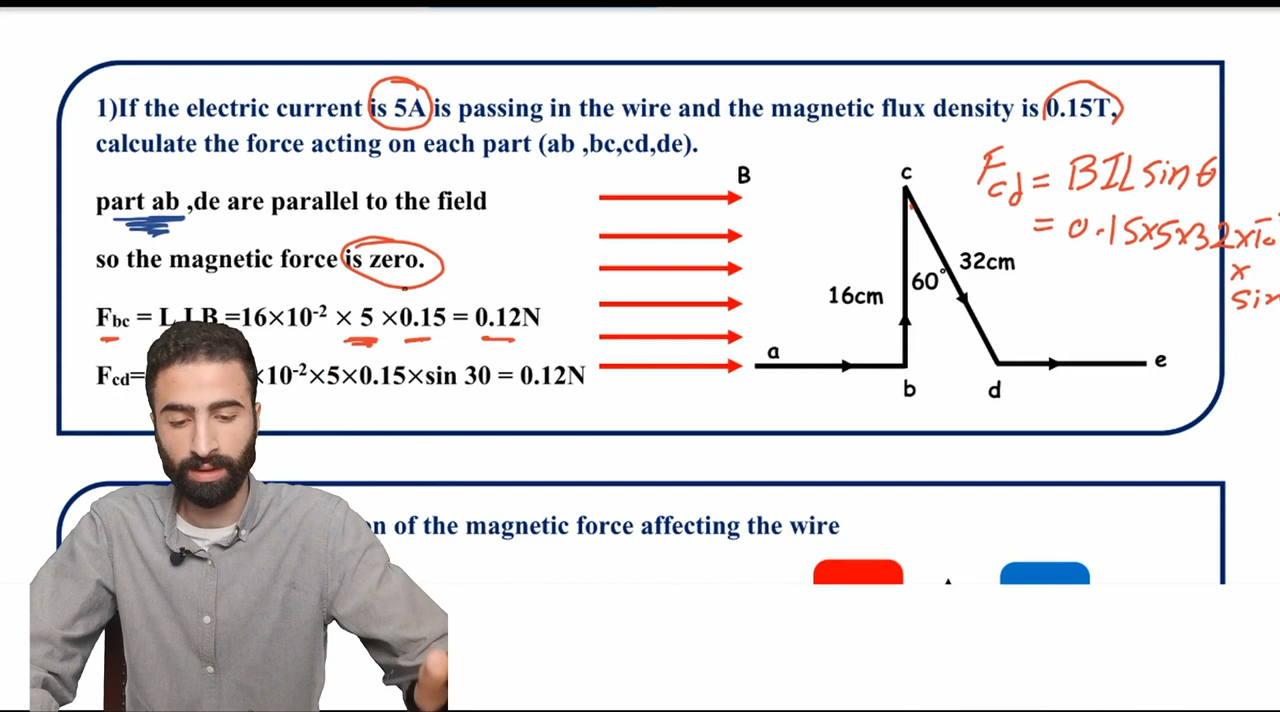 1)If the electric current is 5A is passing in the wire and the magnetic flux density is 0.15T,
calculate the force acting on each part (ab ,bc,cd,de).
part ab ,de are parallel to the field
so the magnetic force is zero.
Fbc = L I B =16×10-2 × 5 ×0.15 = 0.12N
Fcd= ×10-2×5×0.15×sin 30 = 0.12N
B
c
16cm
60°
32cm
a
b
d
e
Fcd = BIL sin θ
= 0.15×5×32×10
×
sin
on of the magnetic force affecting the wire